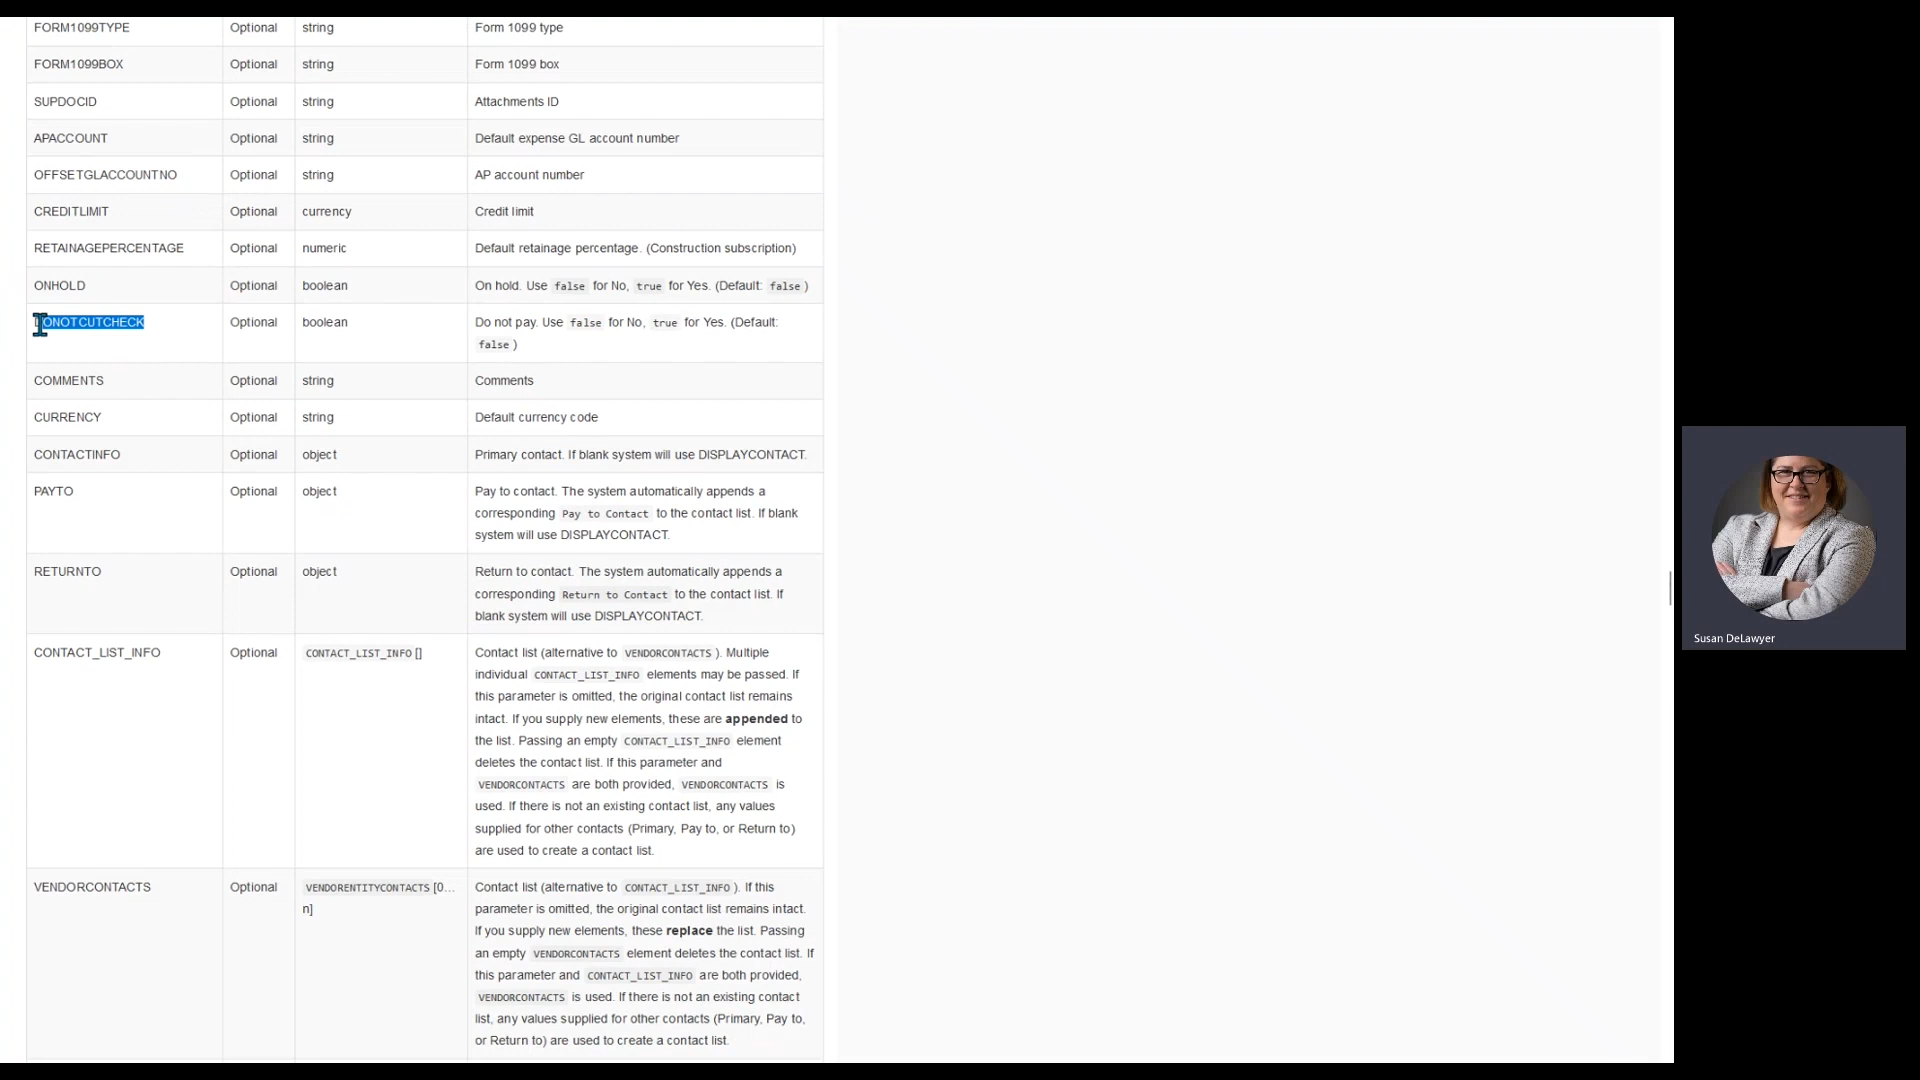 FORM1099TYPE Optional string Form 1099 type
FORM1099BOX Optional string Form 1099 box
SUPDOCID Optional string Attachments ID
APACCOUNT Optional string Default expense GL account number
OFFSETGLACCOUNTNO Optional string AP account number
CREDITLIMIT Optional currency Credit limit
RETAINAGEPERCENTAGE Optional numeric Default retainage percentage. (Construction subscription)
ONHOLD Optional boolean On hold. Use false for No, true for Yes. (Default: false )
DONOTCUTCHECK Optional boolean Do not pay. Use false for No, true for Yes. (Default:
false )
COMMENTS Optional string Comments
CURRENCY Optional string Default currency code
CONTACTINFO Optional object Primary contact. If blank system will use DISPLAYCONTACT.
PAYTO Optional object Pay to contact. The system automatically appends a
corresponding Pay to Contact to the contact list. If blank
system will use DISPLAYCONTACT.
RETURNTO Optional object Return to contact. The system automatically appends a
corresponding Return to Contact to the contact list. If
blank system will use DISPLAYCONTACT.
CONTACT_LIST_INFO Optional CONTACT_LIST_INFO [] Contact list (alternative to VENDORCONTACTS ). Multiple
individual CONTACT_LIST_INFO elements may be passed. If
this parameter is omitted, the original contact list remains
intact. If you supply new elements, these are appended to
the list. Passing an empty CONTACT_LIST_INFO element
deletes the contact list. If this parameter and
VENDORCONTACTS are both provided, VENDORCONTACTS is
used. If there is not an existing contact list, any values
supplied for other contacts (Primary, Pay to, or Return to)
are used to create a contact list.
VENDORCONTACTS Optional VENDORENTITYCONTACTS [0... Contact list (alternative to CONTACT_LIST_INFO ). If this
n] parameter is omitted, the original contact list remains intact.
If you supply new elements, these replace the list. Passing
an empty VENDORCONTACTS element deletes the contact list. If
this parameter and CONTACT_LIST_INFO are both provided,
VENDORCONTACTS is used. If there is not an existing contact
list, any values supplied for other contacts (Primary, Pay to,
or Return to) are used to create a contact list.
Susan DeLawyer